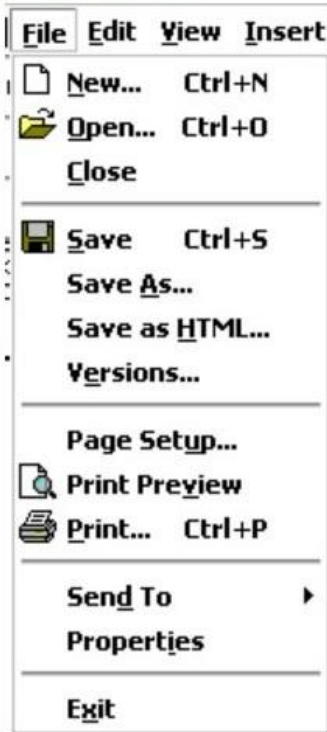 File Edit View Insert
New... Ctrl+N
Open... Ctrl+O
Close
Save Ctrl+S
Save As...
Save as HTML...
Versions...
Page Setup...
Print Preview
Print... Ctrl+P
Send To
Properties
Exit